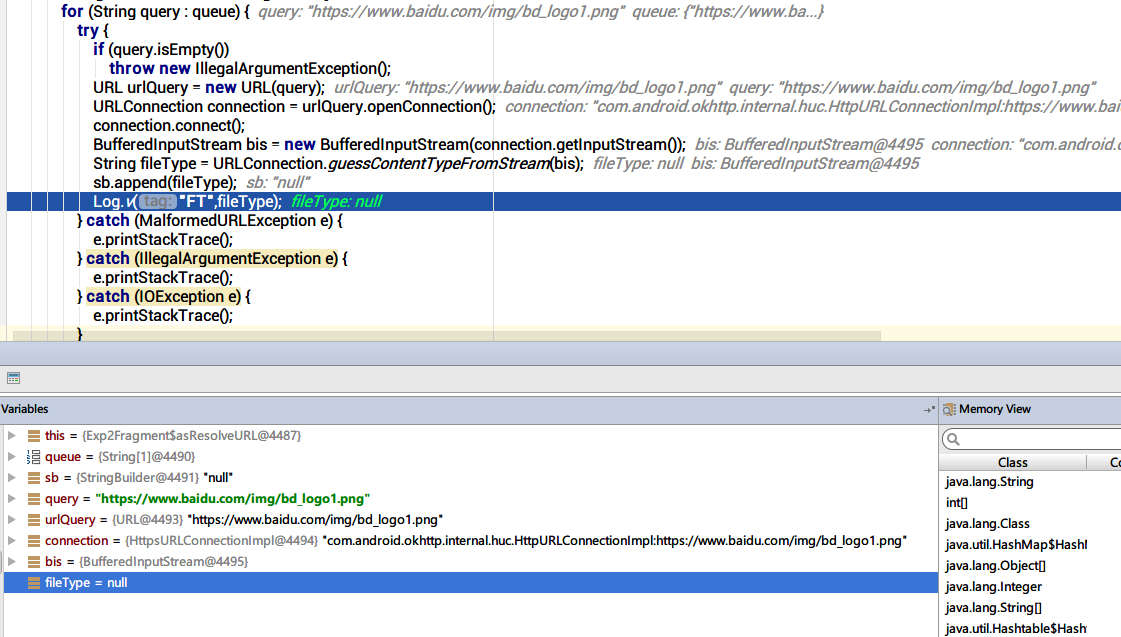 for (String query : queue) { query: "https://www.baidu.com/img/bd_logo1.png" queue: {"https://www.ba...}
try {
if (query.isEmpty())
throw new IllegalArgumentException();
URL urlQuery = new URL(query); urlQuery: "https://www.baidu.com/img/bd_logo1.png" query: "https://www.baidu.com/img/bd_logo1.png"
URLConnection connection = urlQuery.openConnection(); connection: "com.android.okhttp.internal.huc.HttpURLConnectionImpl:https://www.bai
connection.connect();
BufferedInputStream bis = new BufferedInputStream(connection.getInputStream()); bis: BufferedInputStream@4495 connection: "com.android.o
String fileType = URLConnection.guessContentTypeFromStream(bis); fileType: null bis: BufferedInputStream@4495
sb.append(fileType); sb: "null"
Log.v( tag: "FT",fileType); fileType: null
} catch (MalformedURLException e) {
e.printStackTrace();
} catch (IllegalArgumentException e) {
e.printStackTrace();
} catch (IOException e) {
e.printStackTrace();
}
Variables
Memory View
this = {Exp2Fragment$asResolveURL@4487}
queue = {String[1]@4490}
sb = {StringBuilder@4491} "null"
query = "https://www.baidu.com/img/bd_logo1.png"
urlQuery = {URL@4493} "https://www.baidu.com/img/bd_logo1.png"
connection = {HttpsURLConnectionImpl@4494} "com.android.okhttp.internal.huc.HttpURLConnectionImpl:https://www.baidu.com/img/bd_logo1.png"
bis = {BufferedInputStream@4495}
fileType = null
Class Co
java.lang.String
int[]
java.lang.Class
java.util.HashMap$Hash
java.lang.Object[]
java.lang.Integer
java.lang.String[]
java.util.Hashtable$Hash